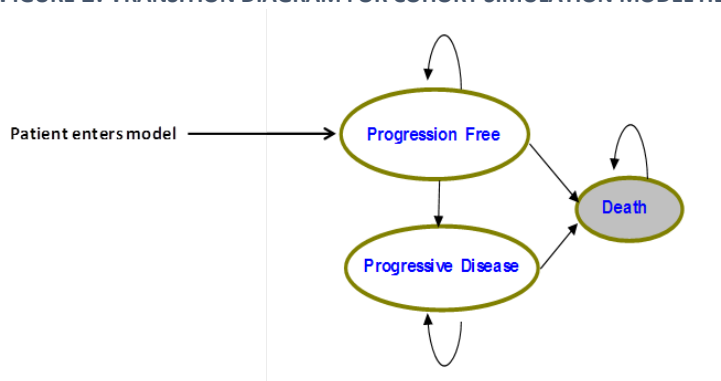 Patient enters model
Progression Free
Death
Progressive Disease